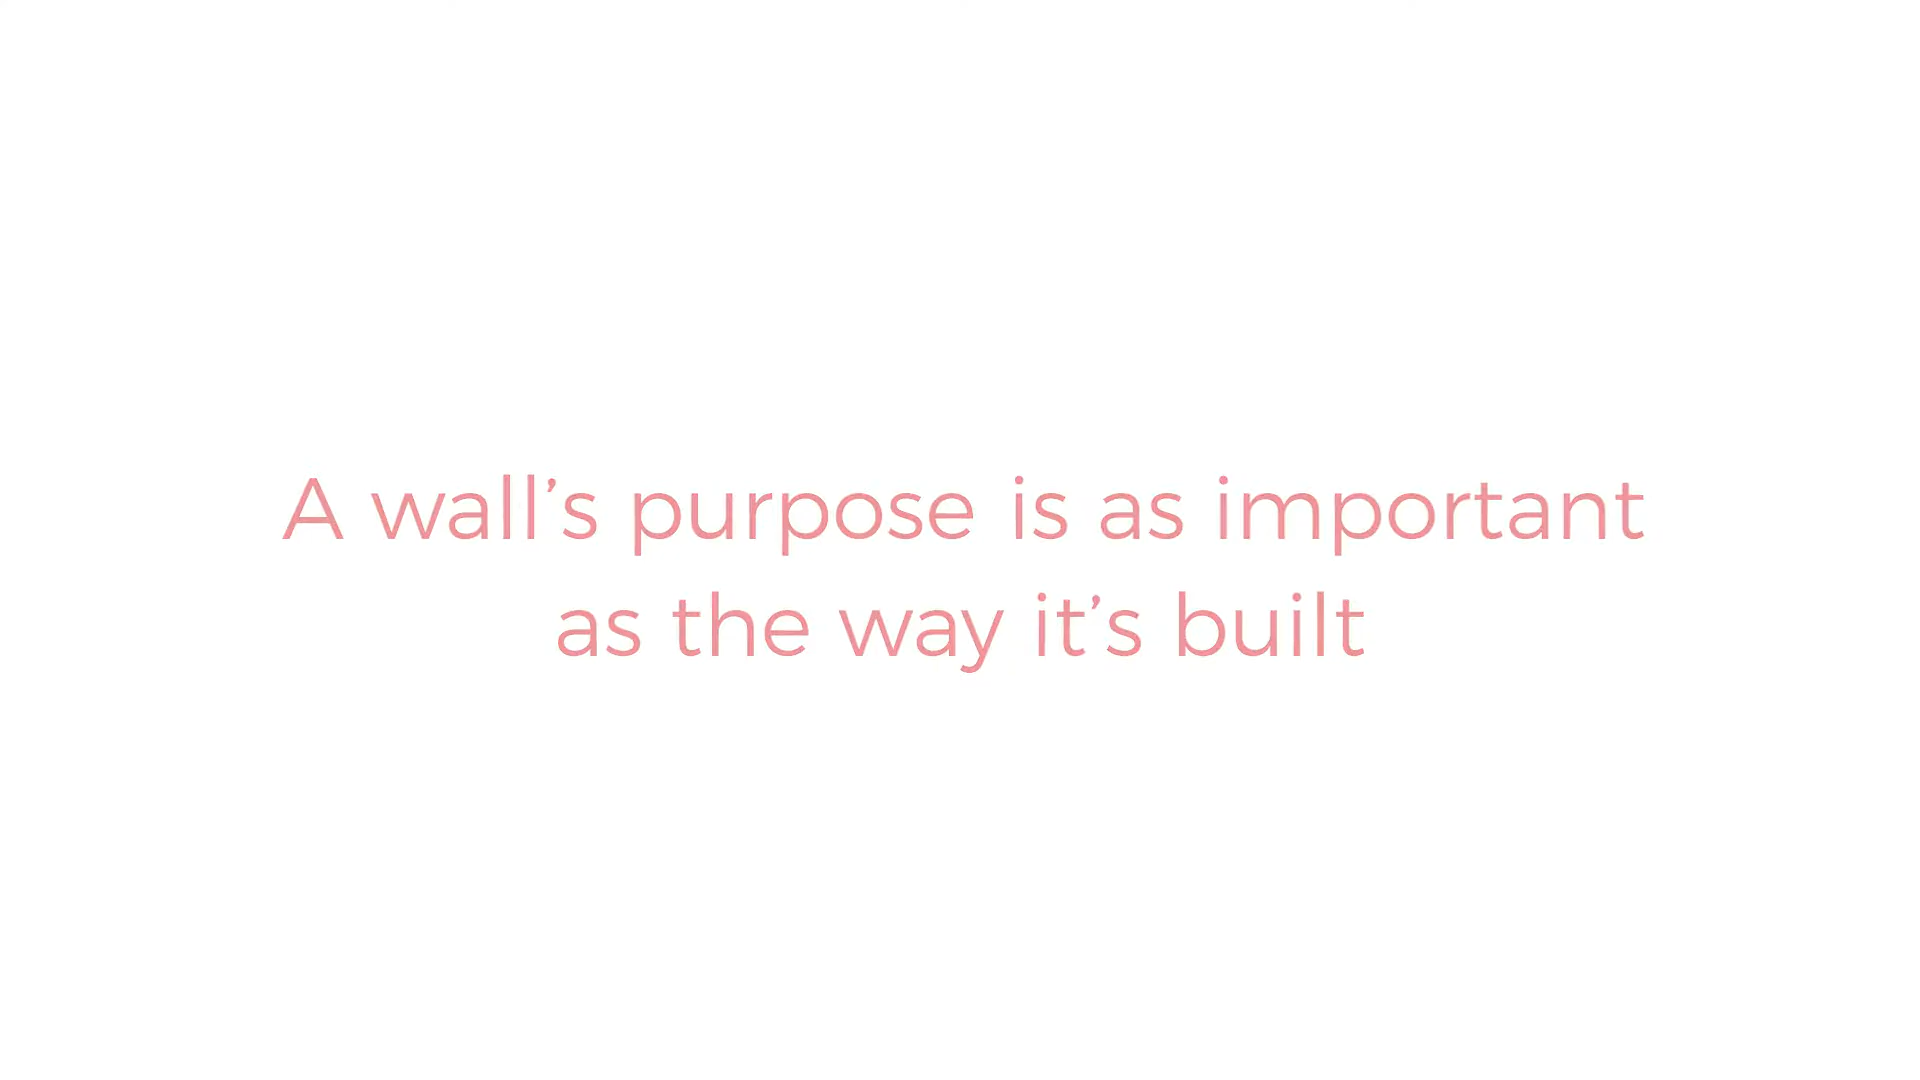 A wall’s purpose is as important
as the way it’s built